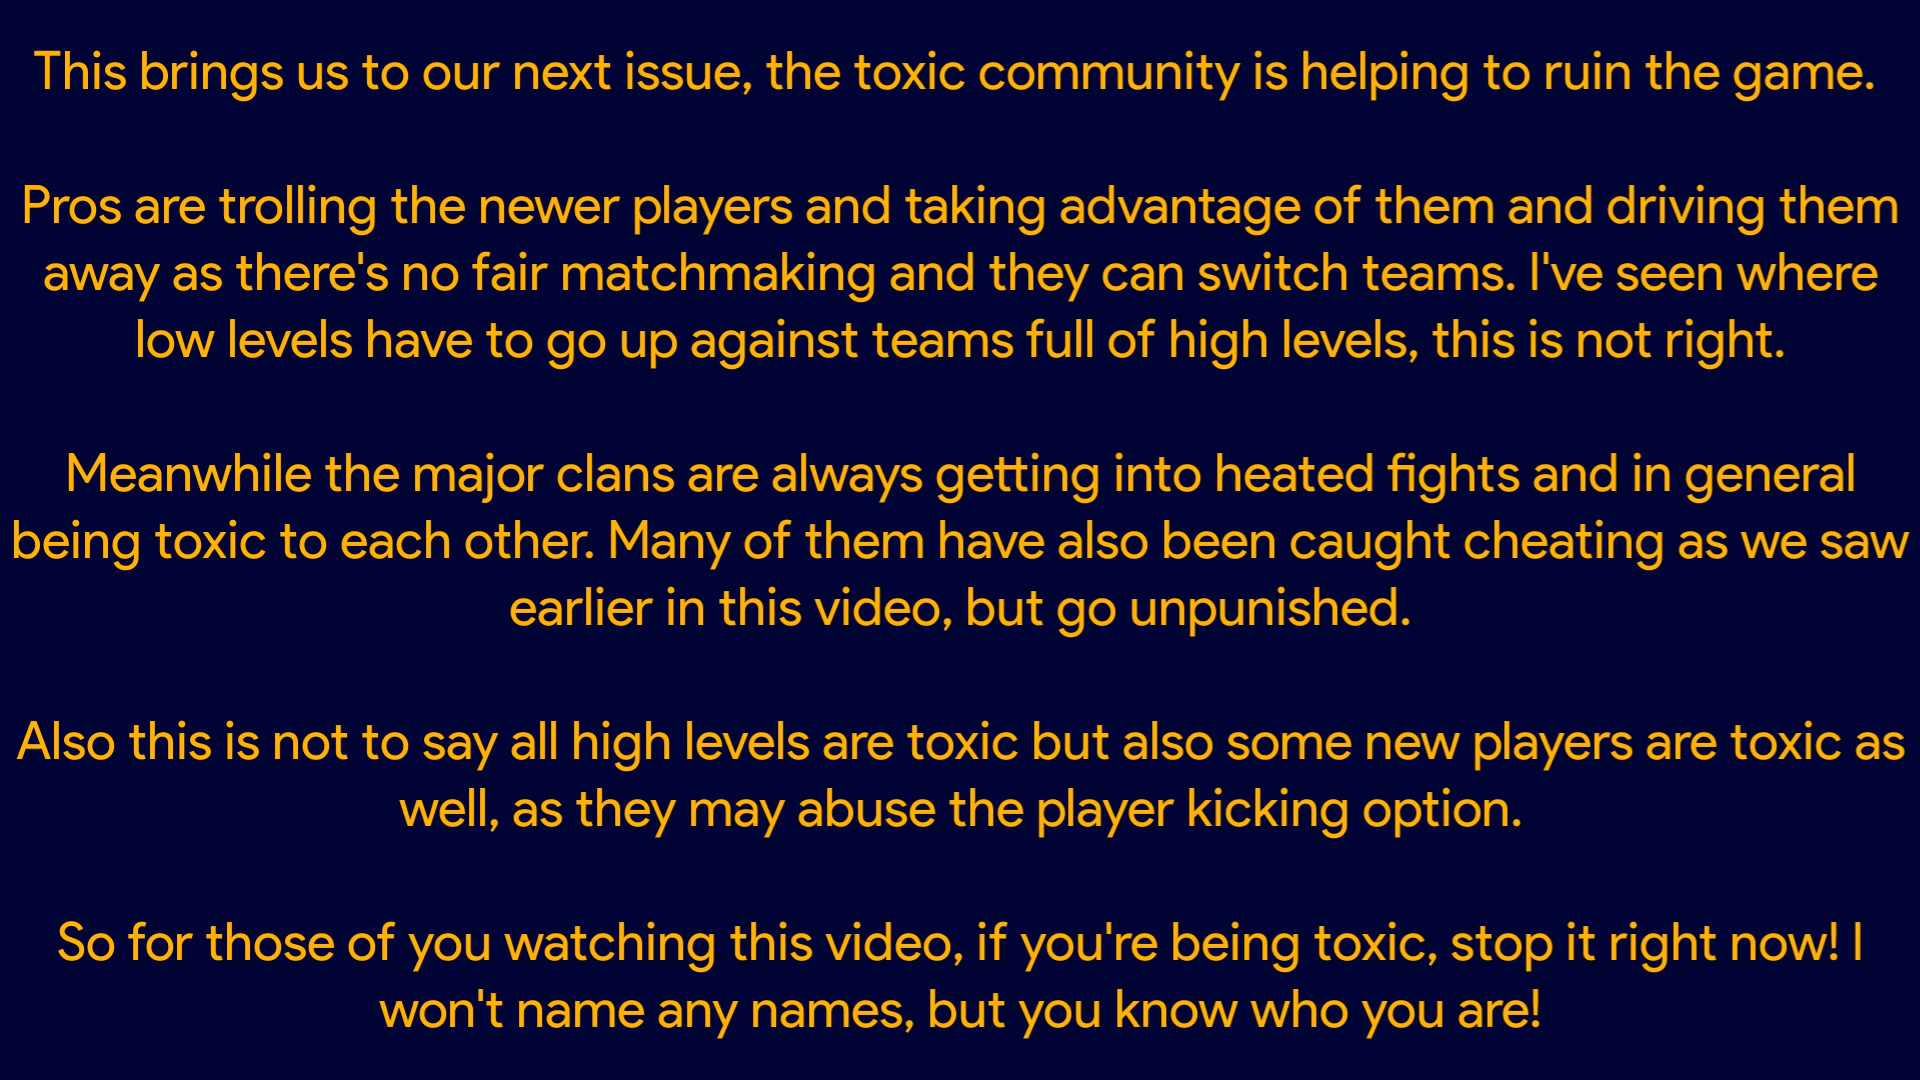 This brings us to our next issue, the toxic community is helping to ruin the game.
Pros are trolling the newer players and taking advantage of them and driving them
away as there's no fair matchmaking and they can switch teams. I've seen where
low levels have to go up against teams full of high levels, this is not right.
Meanwhile the major clans are always getting into heated fights and in general
being toxic to each other. Many of them have also been caught cheating as we saw
earlier in this video, but go unpunished.
Also this is not to say all high levels are toxic but also some new players are toxic as
well, as they may abuse the player kicking option.
So for those of you watching this video, if you're being toxic, stop it right now! I
won't name any names, but you know who you are!